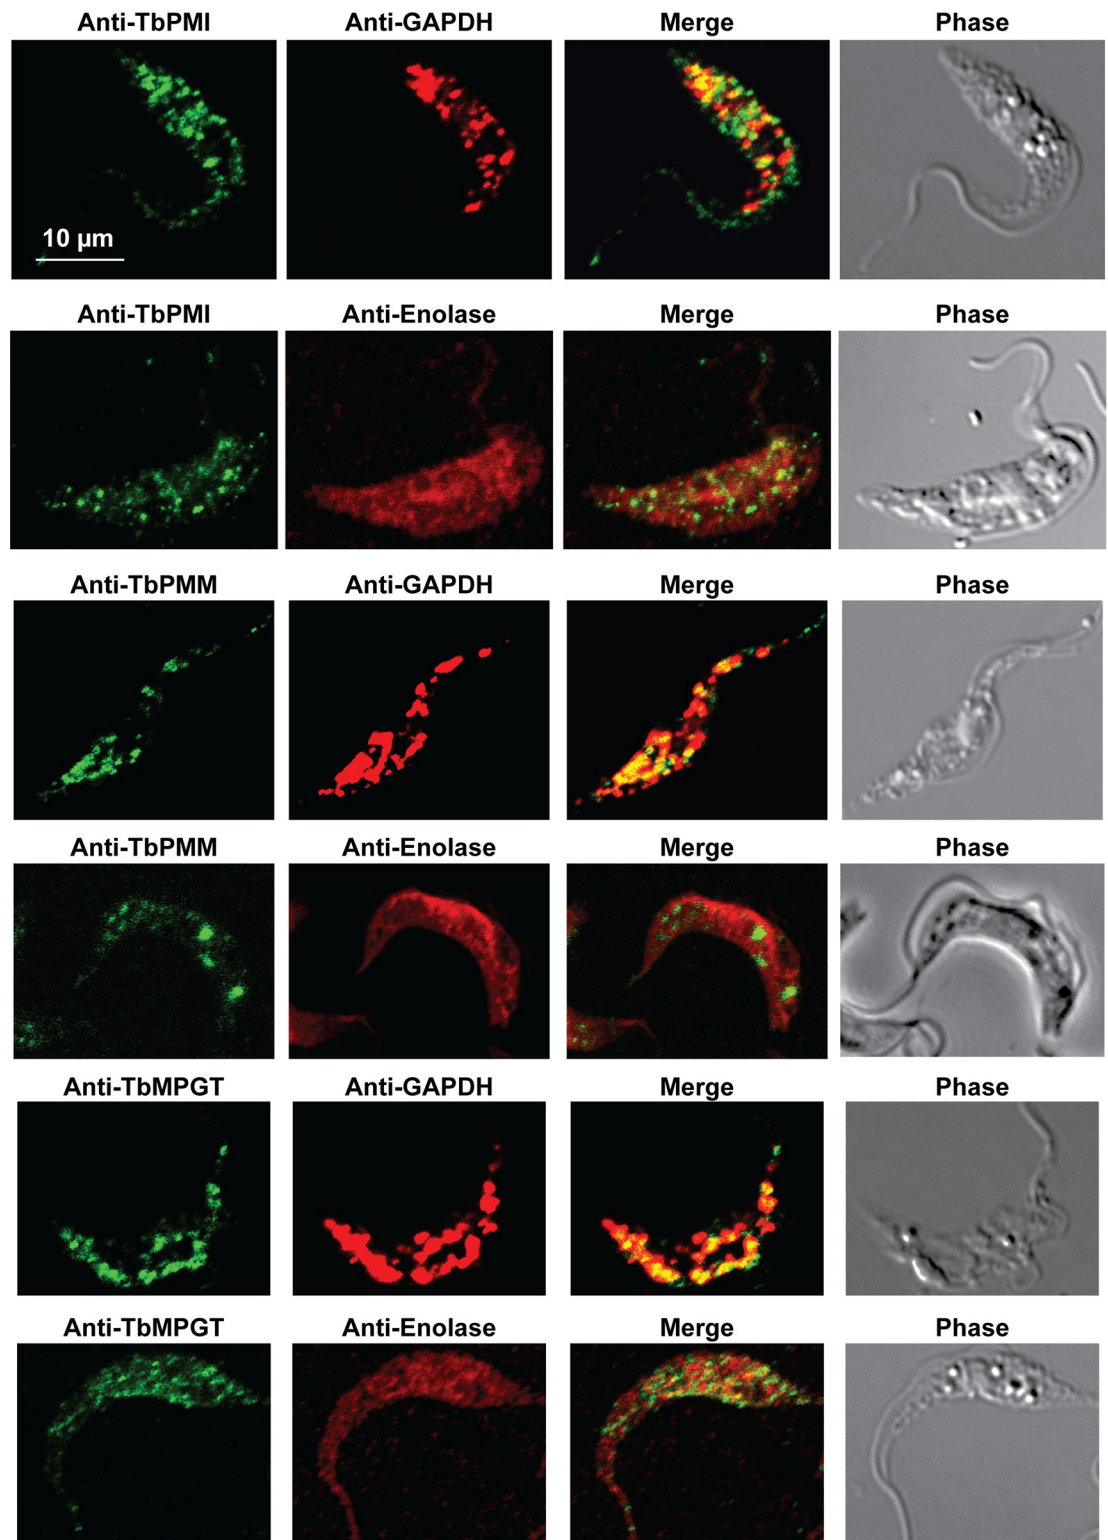 Anti-TbPMI Anti-GAPDH Merge Phase
10 µm
Anti-TbPMI Anti-Enolase Merge Phase
Anti-TbPMM Anti-GAPDH Merge Phase
Anti-TbPMM Anti-Enolase Merge Phase
Anti-TbMPGT Anti-GAPDH Merge Phase
Anti-TbMPGT Anti-Enolase Merge Phase